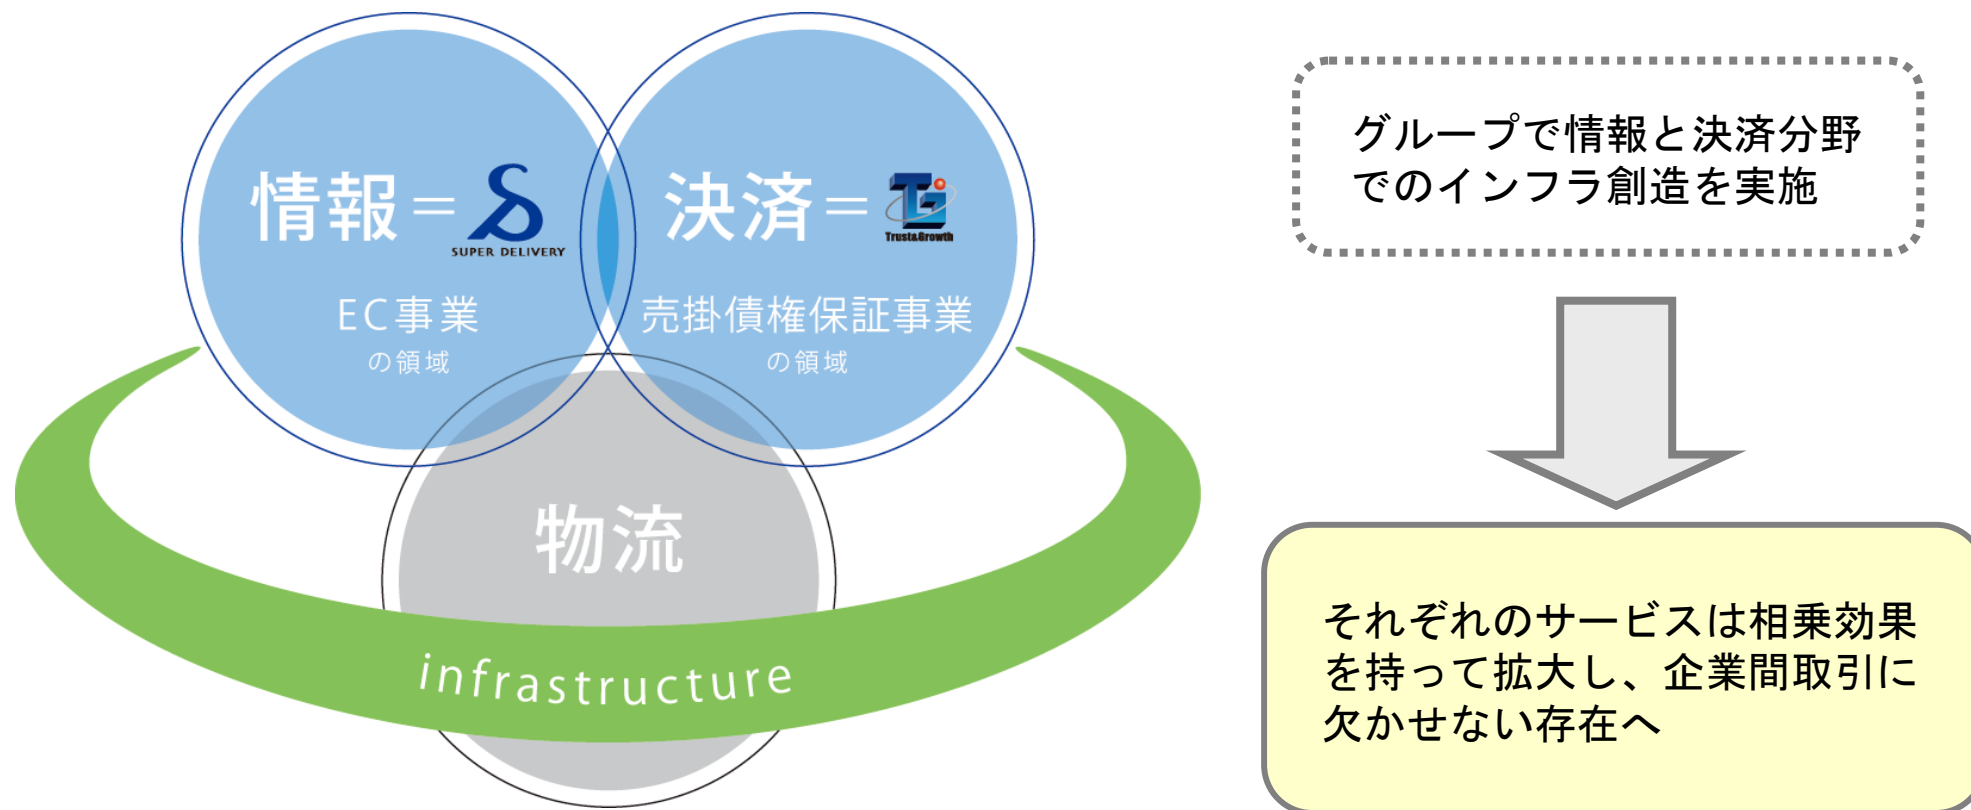 情報=
SUPER DELIVERY
EC事業
の領域
決済=
Trust&Growth
売掛債権保証事業
の領域
物流
infrastructure
グループで情報と決済分野
でのインフラ創造を実施
それぞれのサービスは相乗効果
を持って拡大し、企業間取引に
欠かせない存在へ